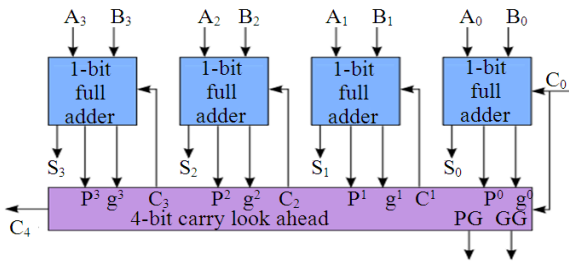 A₃ B₃ A₂ B₂ A₁ B₁ A₀ B₀
1-bit full adder
1-bit full adder
1-bit full adder
1-bit full adder
C₀
S₃ S₂ S₁ S₀
P³ g³ C₃ P² g² C₂ P¹ g¹ C¹ P⁰ g⁰
4-bit carry look ahead PG GG
C₄